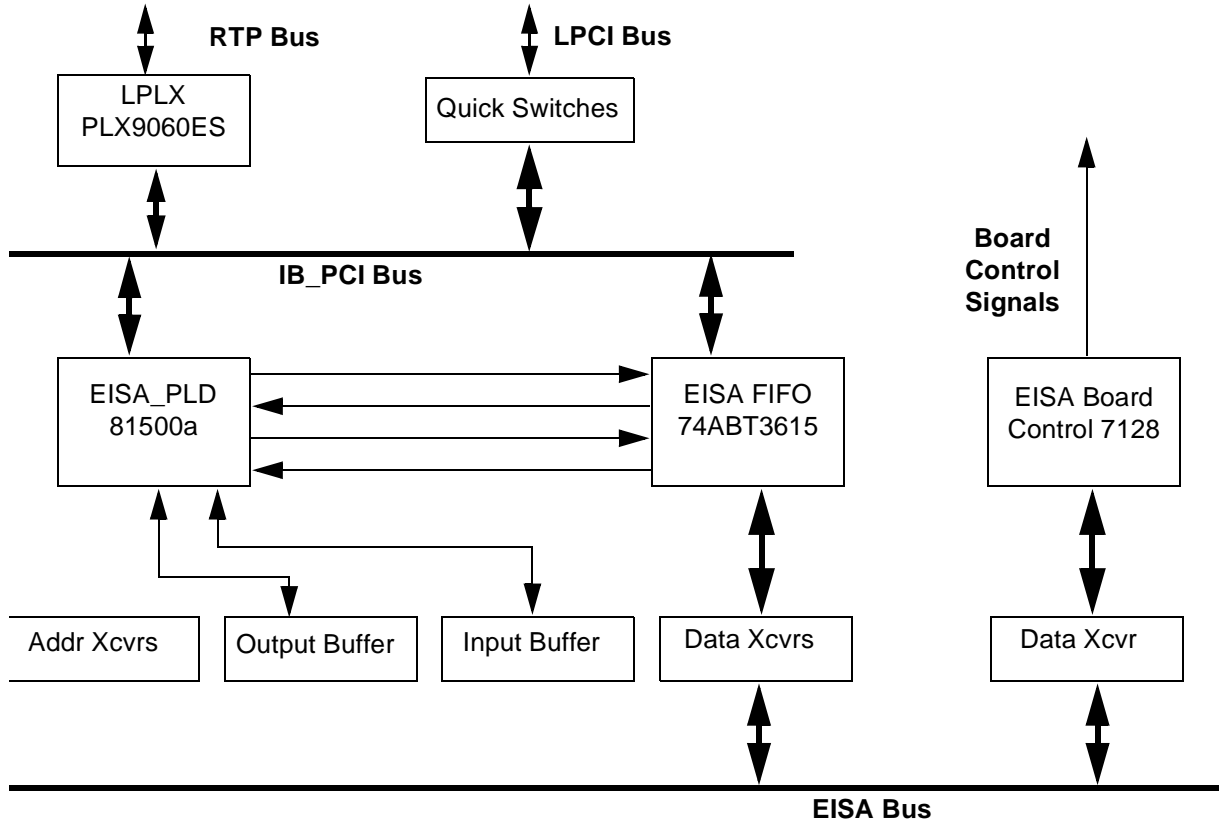 RTP Bus
LPCI Bus
LPLX
PLX9060ES
Quick Switches
Board
Control
Signals
IB_PCI Bus
EISA_PLD
81500a
EISA FIFO
74ABT3615
EISA Board
Control 7128
Addr Xcvrs
Output Buffer
Input Buffer
Data Xcvrs
Data Xcvr
EISA Bus